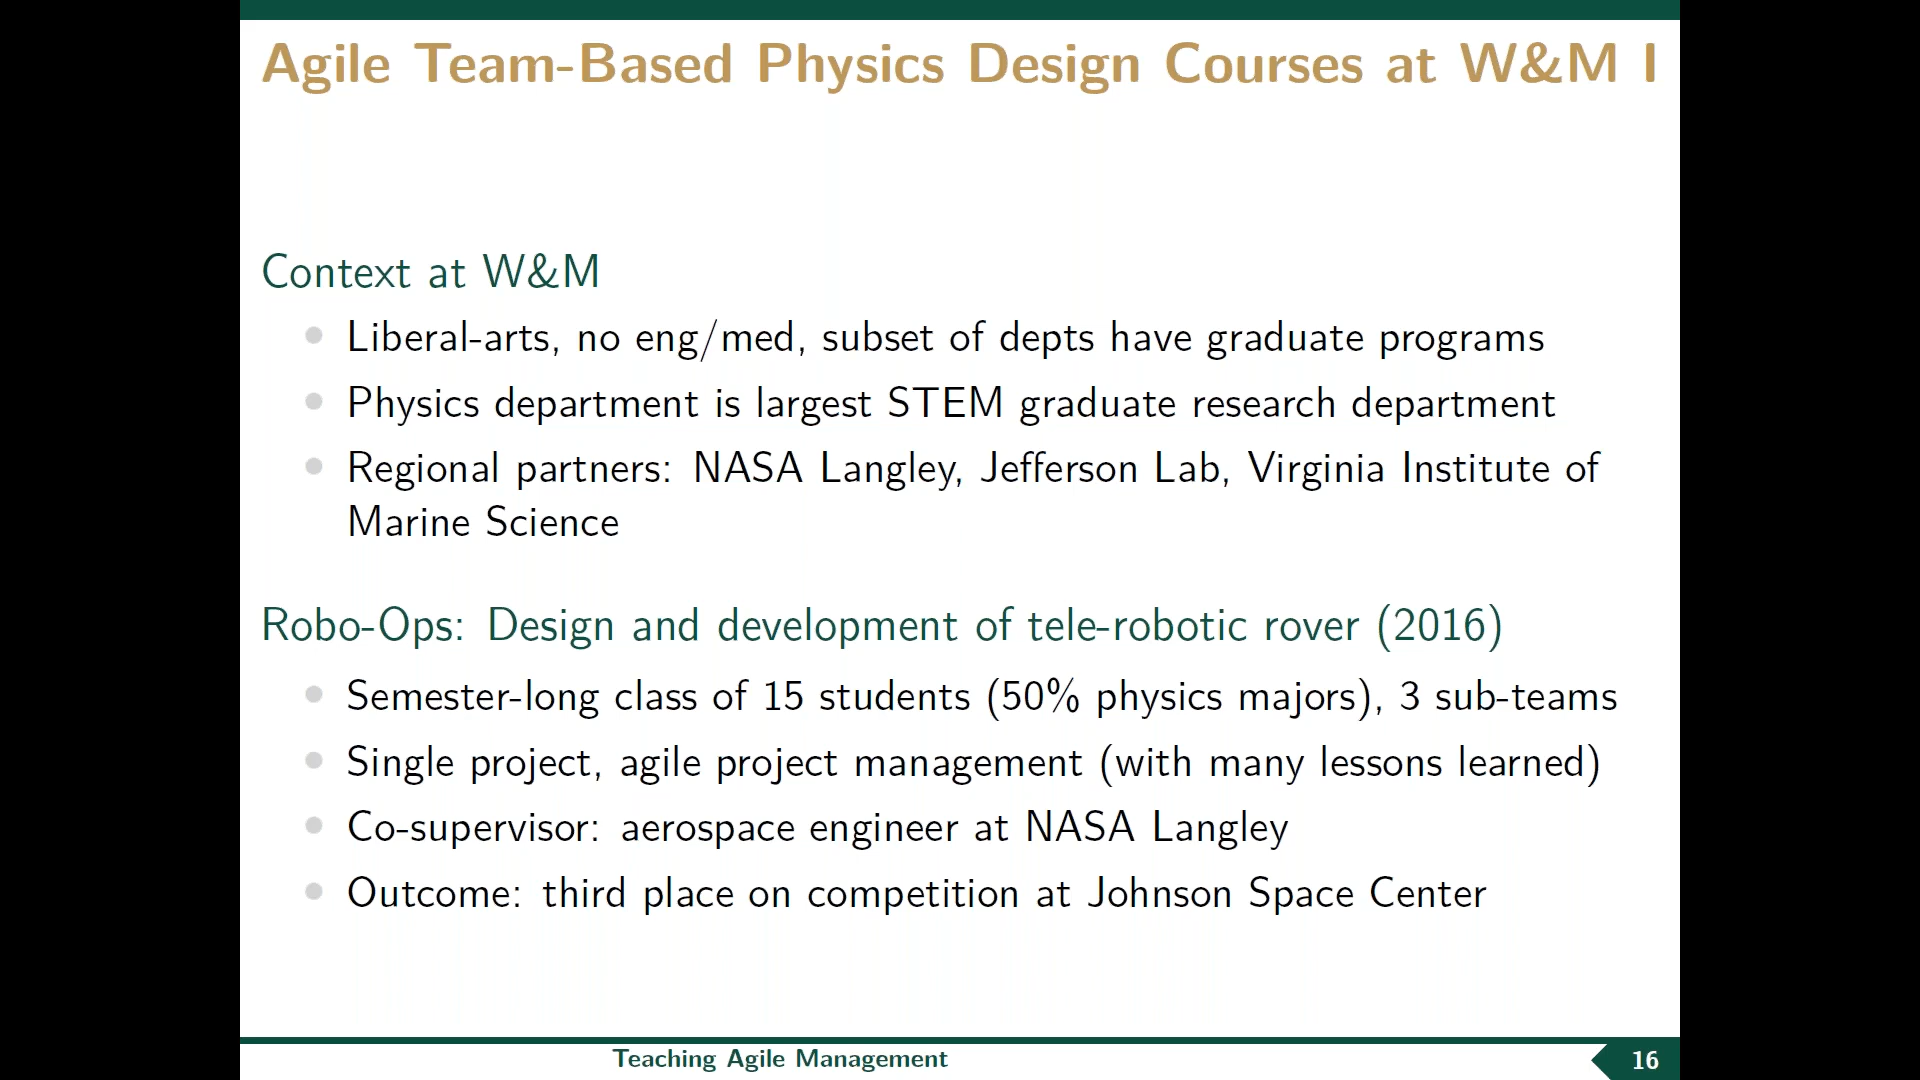 Agile Team-Based Physics Design Courses at W&M I
Context at W&M
Liberal-arts, no eng/med, subset of depts have graduate programs
Physics department is largest STEM graduate research department
Regional partners: NASA Langley, Jefferson Lab, Virginia Institute of
Marine Science
Robo-Ops: Design and development of tele-robotic rover (2016)
Semester-long class of 15 students (50% physics majors), 3 sub-teams
Single project, agile project management (with many lessons learned)
Co-supervisor: aerospace engineer at NASA Langley
Outcome: third place on competition at Johnson Space Center
Teaching Agile Management
16